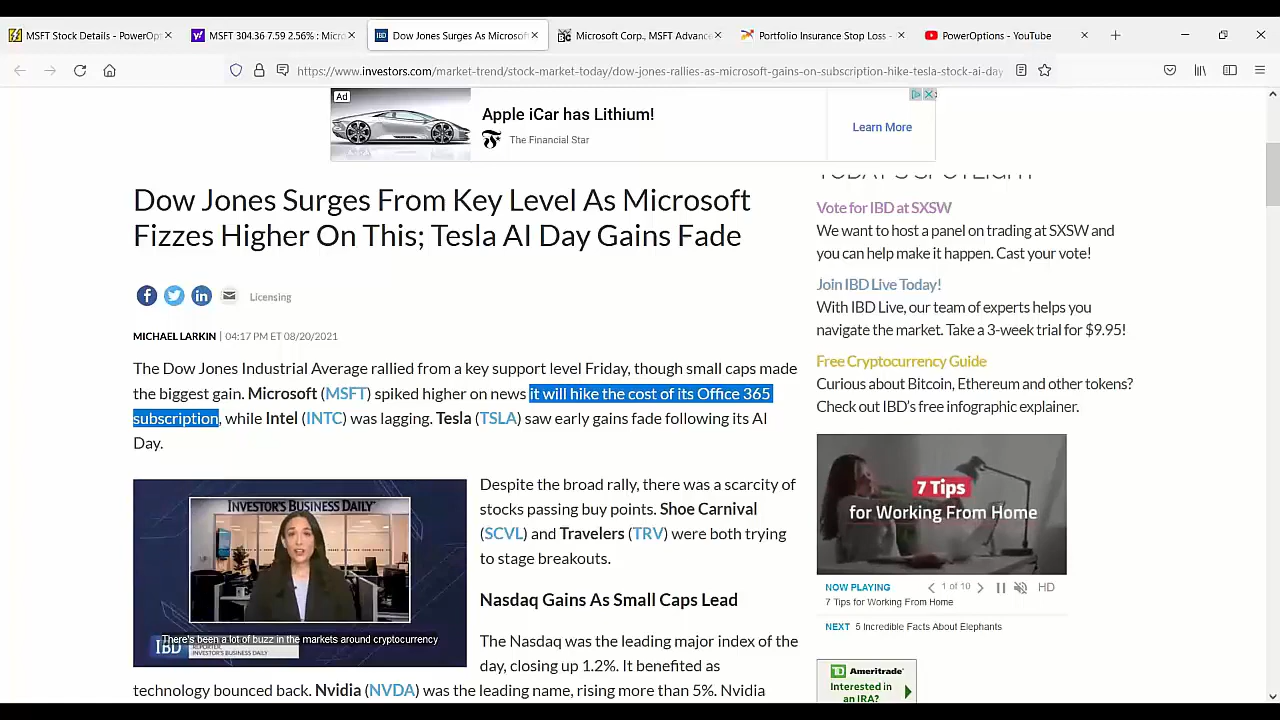 MSFT Stock Details - PowerOpt
MSFT 304.36 7.59 2.56% : Micro
Dow Jones Surges As Microsof
Microsoft Corp., MSFT Advance
Portfolio Insurance Stop Loss -
PowerOptions - YouTube
https://www.investors.com/market-trend/stock-market-today/dow-jones-rallies-as-microsoft-gains-on-subscription-hike-tesla-stock-ai-day
Ad
Apple iCar has Lithium!
The Financial Star
Learn More
Dow Jones Surges From Key Level As Microsoft
Fizzes Higher On This; Tesla AI Day Gains Fade
Licensing
MICHAEL LARKIN | 04:17 PM ET 08/20/2021
The Dow Jones Industrial Average rallied from a key support level Friday, though small caps made
the biggest gain. Microsoft (MSFT) spiked higher on news it will hike the cost of its Office 365
subscription, while Intel (INTC) was lagging. Tesla (TSLA) saw early gains fade following its AI
Day.
INVESTOR'S BUSINESS DAILY
There's been a lot of buzz in the markets around cryptocurrency
IBD
REPORTER,
INVESTOR'S BUSINESS DAILY
Despite the broad rally, there was a scarcity of
stocks passing buy points. Shoe Carnival
(SCVL) and Travelers (TRV) were both trying
to stage breakouts.
Nasdaq Gains As Small Caps Lead
The Nasdaq was the leading major index of the
day, closing up 1.2%. It benefited as
technology bounced back. Nvidia (NVDA) was the leading name, rising more than 5%. Nvidia
TODAY'S SPOTLIGHT
Vote for IBD at SXSW
We want to host a panel on trading at SXSW and
you can help make it happen. Cast your vote!
Join IBD Live Today!
With IBD Live, our team of experts helps you
navigate the market. Take a 3-week trial for $9.95!
Free Cryptocurrency Guide
Curious about Bitcoin, Ethereum and other tokens?
Check out IBD's free infographic explainer.
7 Tips
for Working From Home
NOW PLAYING
1 of 10
HD
7 Tips for Working From Home
NEXT 5 Incredible Facts About Elephants
Ameritrade
Interested in
an IRA?